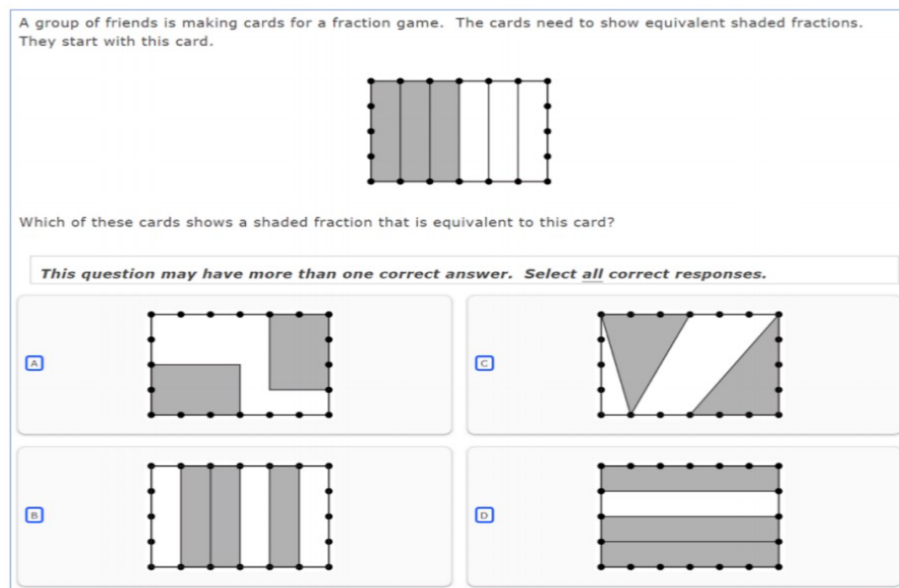 A group of friends is making cards for a fraction game. The cards need to show equivalent shaded fractions.
They start with this card.
Which of these cards shows a shaded fraction that is equivalent to this card?
This question may have more than one correct answer. Select all correct responses.
A
C
B
D